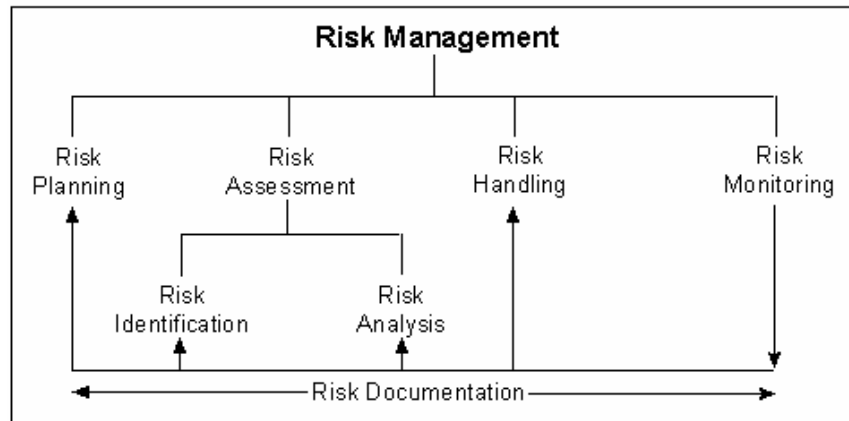 Risk Management
Risk
Planning
Risk
Assessment
Risk
Handling
Risk
Monitoring
Risk
Identification
Risk
Analysis
Risk Documentation